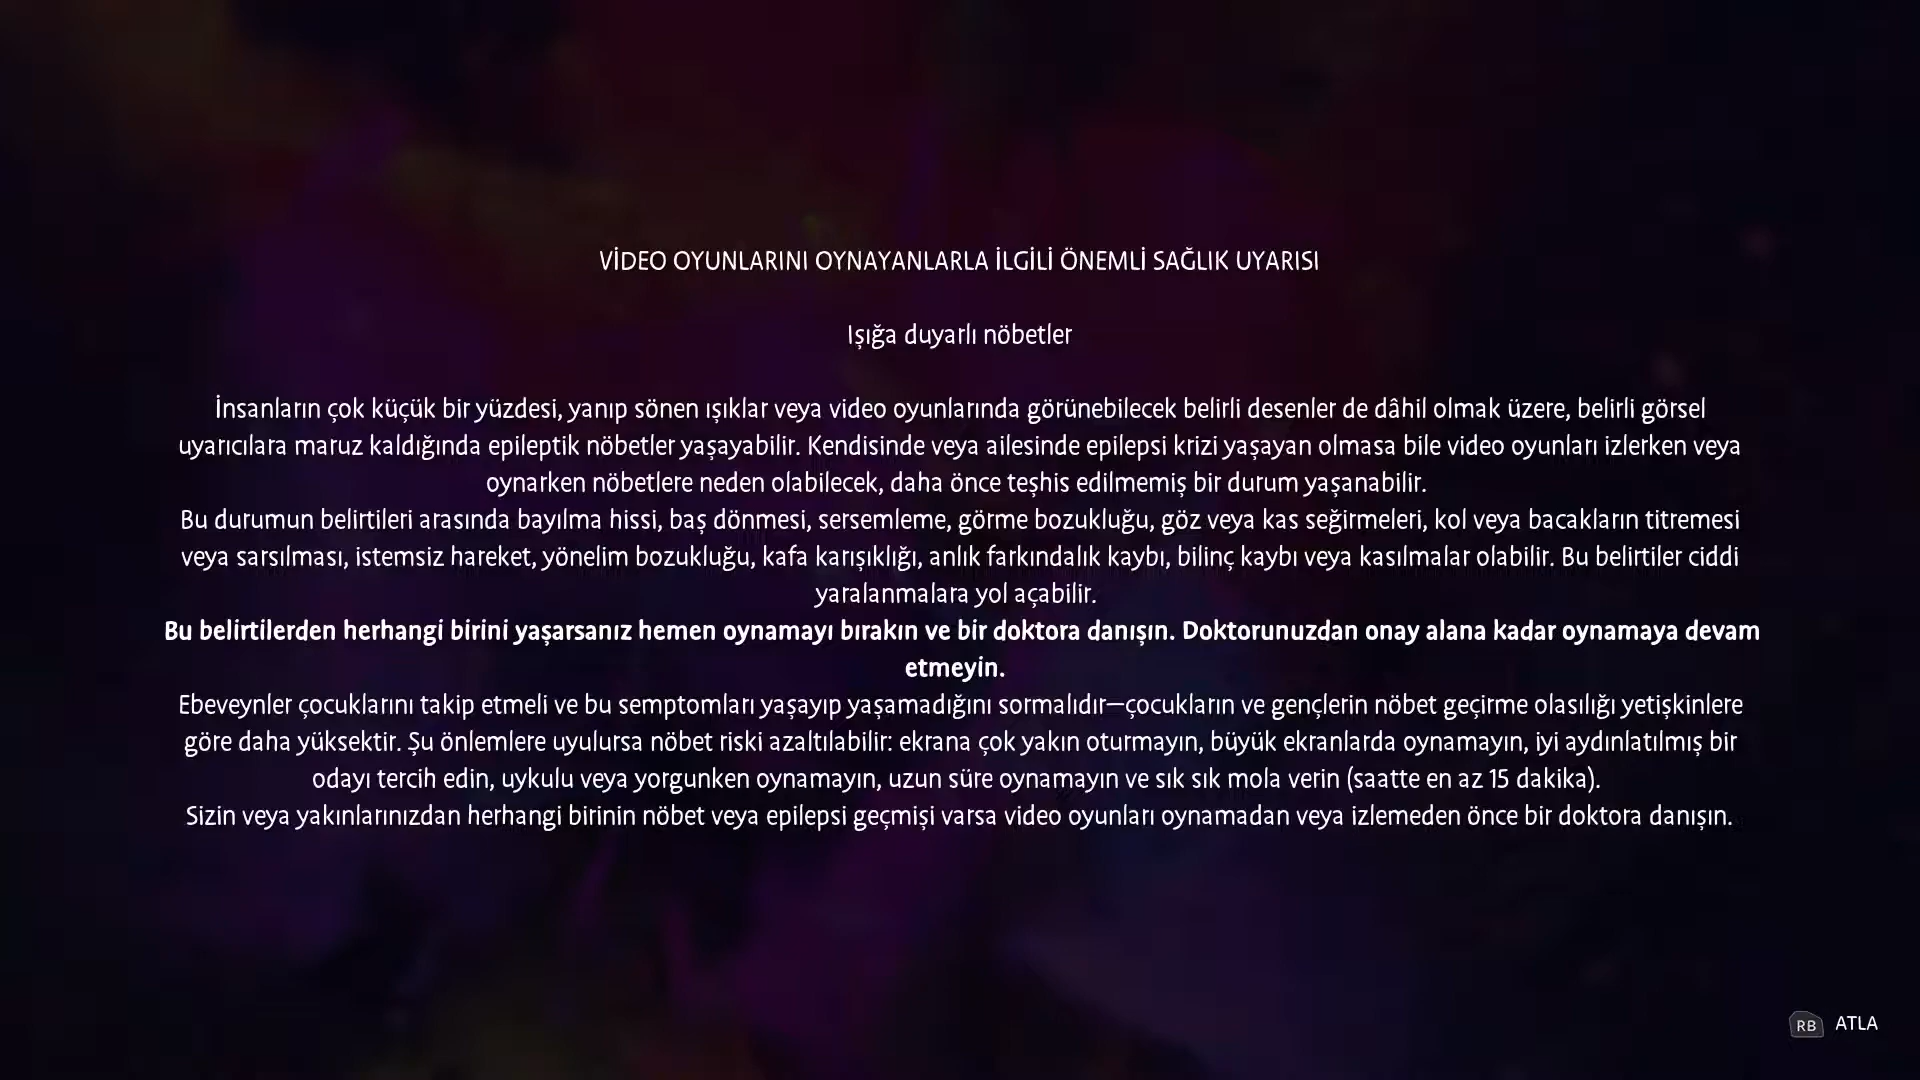 VİDEO OYUNLARINI OYNAYANLARLA İLGİLİ ÖNEMLİ SAĞLIK UYARISI
Işığa duyarlı nöbetler
İnsanların çok küçük bir yüzdesi, yanıp sönen ışıklar veya video oyunlarında görünebilecek belirli desenler de dâhil olmak üzere, belirli görsel
uyarıcılara maruz kaldığında epileptik nöbetler yaşayabilir. Kendisinde veya ailesinde epilepsi krizi yaşayan olmasa bile video oyunları izlerken veya
oynarken nöbetlere neden olabilecek, daha önce teşhis edilmemiş bir durum yaşanabilir.
Bu durumun belirtileri arasında bayılma hissi, baş dönmesi, sersemleme, görme bozukluğu, göz veya kas seğirmeleri, kol veya bacakların titremesi
veya sarsılması, istemsiz hareket, yönelim bozukluğu, kafa karışıklığı, anlık farkındalık kaybı, bilinç kaybı veya kasılmalar olabilir. Bu belirtiler ciddi
yaralanmalara yol açabilir.
Bu belirtilerden herhangi birini yaşarsanız hemen oynamayı bırakın ve bir doktora danışın. Doktorunuzdan onay alana kadar oynamaya devam
etmeyin.
Ebeveynler çocuklarını takip etmeli ve bu semptomları yaşayıp yaşamadığını sormalıdır—çocukların ve gençlerin nöbet geçirme olasılığı yetişkinlere
göre daha yüksektir. Şu önlemlere uyulursa nöbet riski azaltılabilir: ekrana çok yakın oturmayın, büyük ekranlarda oynamayın, iyi aydınlatılmış bir
odayı tercih edin, uykulu veya yorgunken oynamayın, uzun süre oynamayın ve sık sık mola verin (saatte en az 15 dakika).
Sizin veya yakınlarınızdan herhangi birinin nöbet veya epilepsi geçmişi varsa video oyunları oynamadan veya izlemeden önce bir doktora danışın.
RB ATLA